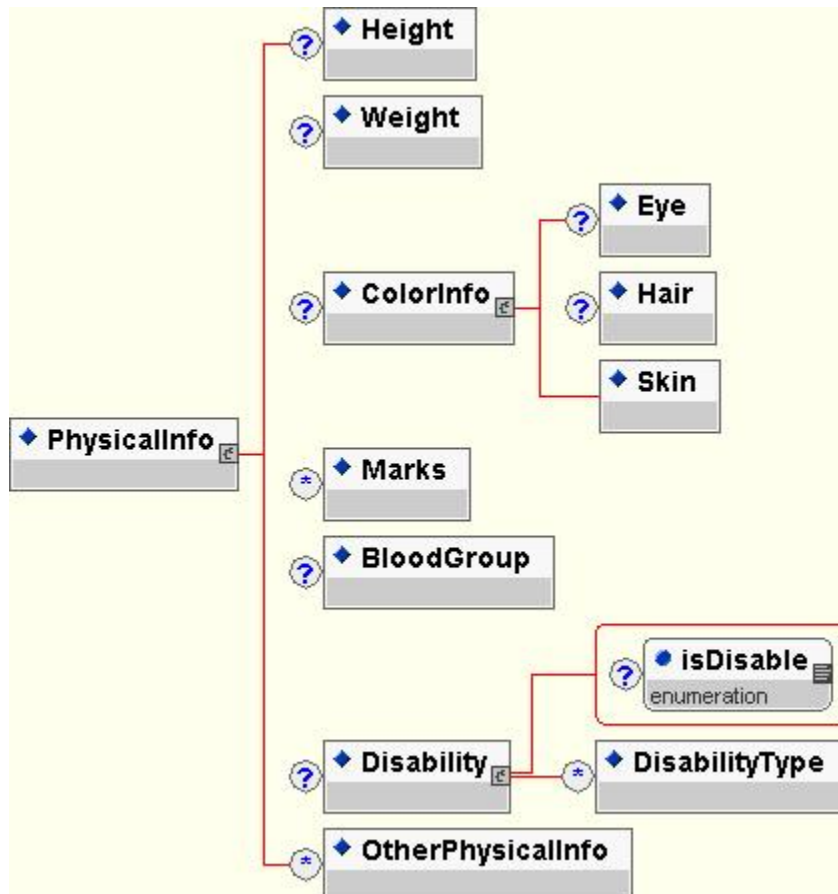 ? Height
? Weight
? Eye
? ColorInfo
? Hair
Skin
PhysicalInfo
* Marks
? BloodGroup
? isDisable
enumeration
? Disability
* DisabilityType
* OtherPhysicalInfo